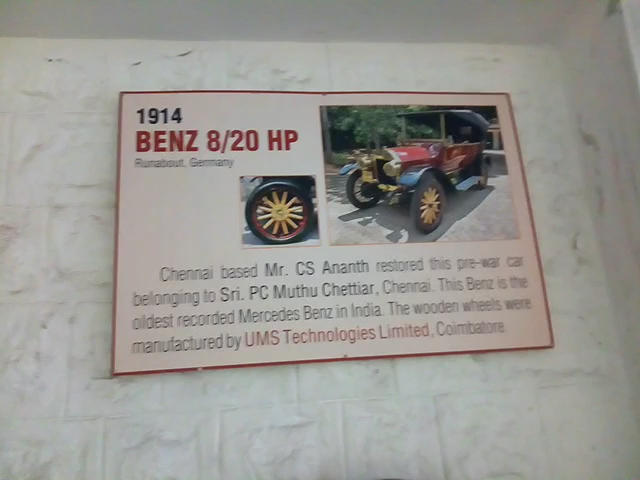 1914
BENZ 8/20 HP
Runabout, Germany
Chennai based Mr. CS Ananth restored this pre-war car
belonging to Sri. PC Muthu Chettiar, Chennai. This Benz is the
oldest recorded Mercedes Benz in India. The wooden wheels were
manufactured by UMS Technologies Limited, Coimbatore